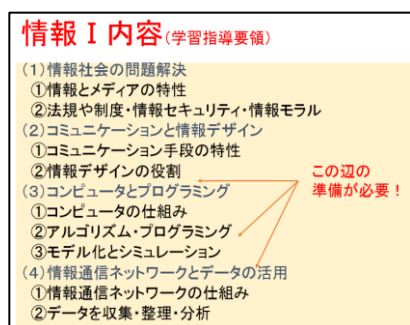 情報Ⅰ内容(学習指導要領)
(1)情報社会の問題解決
①情報とメディアの特性
②法規や制度・情報セキュリティ・情報モラル
(2)コミュニケーションと情報デザイン
①コミュニケーション手段の特性
②情報デザインの役割
(3)コンピュータとプログラミング
①コンピュータの仕組み
②アルゴリズム・プログラミング
③モデル化とシミュレーション
(4)情報通信ネットワークとデータの活用
①情報通信ネットワークの仕組み
②データを収集・整理・分析
この辺の
準備が必要！